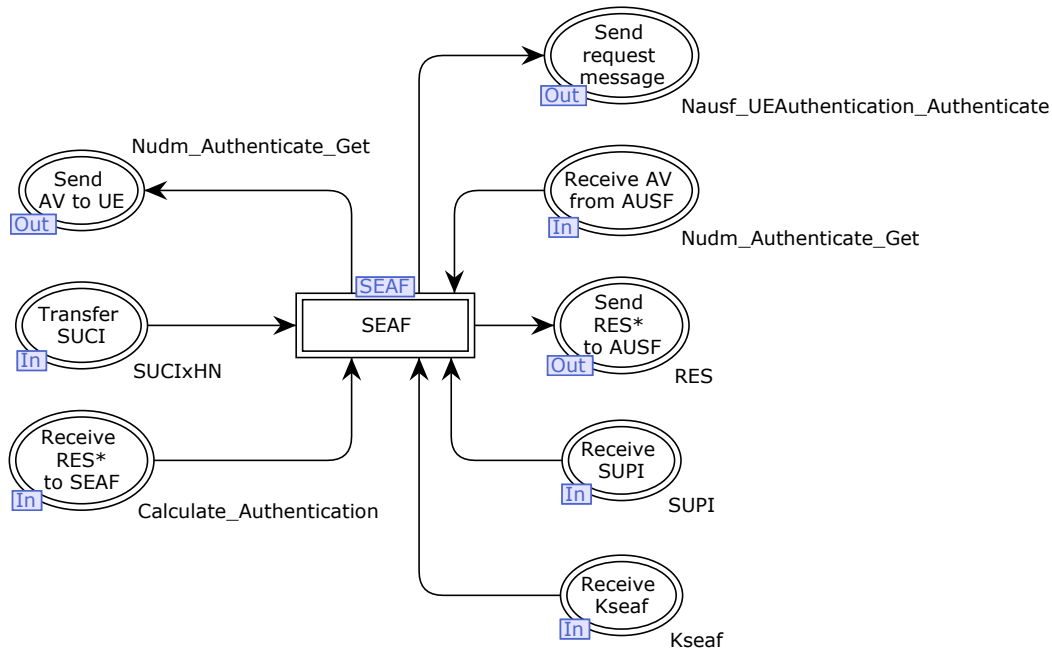 Send
request
message
Out
Nausf_UEAuthentication_Authenticate
Nudm_Authenticate_Get
Send
AV to UE
Out
Receive AV
from AUSF
In
Nudm_Authenticate_Get
SEAF
SEAF
Transfer
SUCI
In
SUCIxHN
Send
RES*
to AUSF
Out
RES
Receive
RES*
to SEAF
In
Calculate_Authentication
Receive
SUPI
In
SUPI
Receive
Kseaf
In
Kseaf